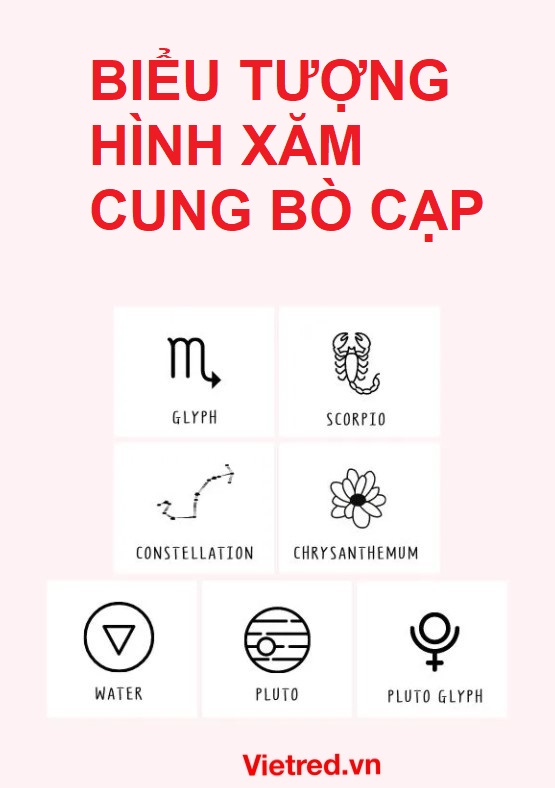 BIỂU TƯỢNG
HÌNH XĂM
CUNG BÒ CẠP
GLYPH
SCORPIO
CONSTELLATION
CHRYSANTHEMUM
WATER
PLUTO
PLUTO GLYPH
Vietred.vn